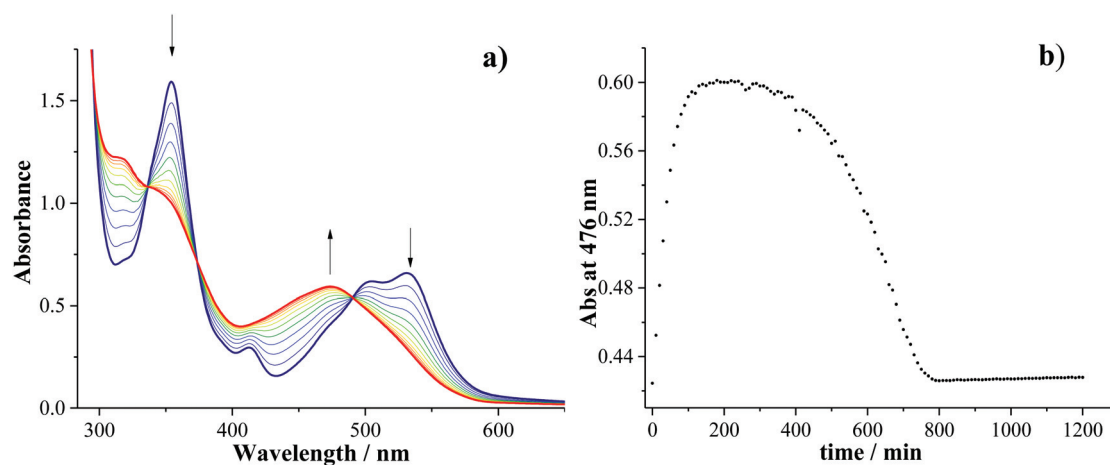 a)
1.5
1.0
0.5
0.0
300 400 500 600
Wavelength / nm
Absorbance
b)
0.60
0.56
0.52
0.48
0.44
0 200 400 600 800 1000 1200
time / min
Abs at 476 nm